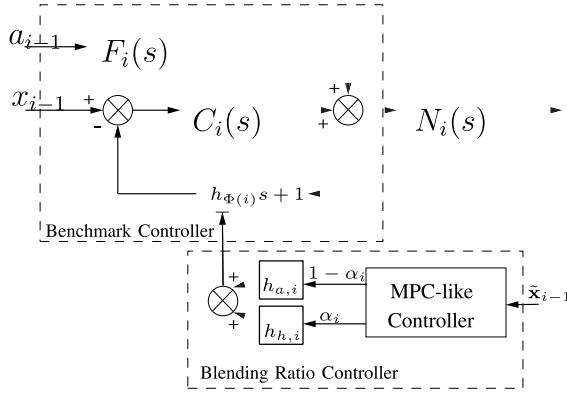 a_{i-1}
F_i(s)
x_{i-1} + - C_i(s) + + N_i(s)
h_{Φ(i)}s + 1
Benchmark Controller
+ + h_{a,i} 1 − α_i
h_{h,i} α_i
MPC-like
Controller
x̃_{i-1}
Blending Ratio Controller